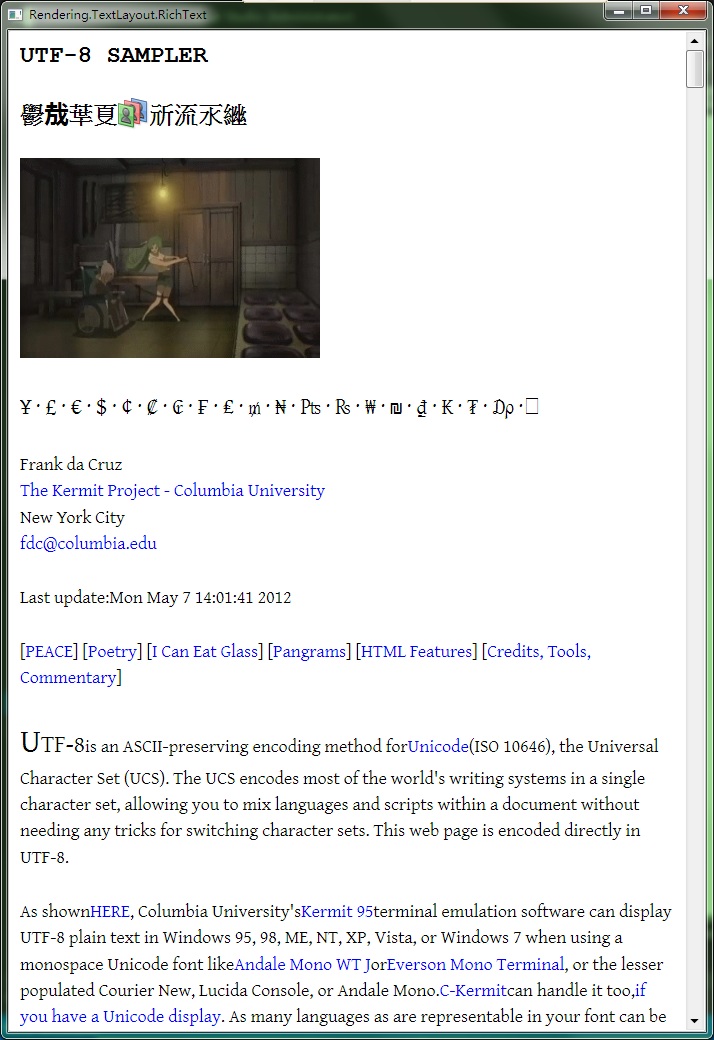 Rendering.TextLayout.RichText
UTF-8 SAMPLER
鬱哉葉夏祈流永繼
¥·£·€·$·¢·₡·₢·₣·₤·₥·₦·₧·₨·₩·₪·₫·₭·₮·₯·
Frank da Cruz
The Kermit Project - Columbia University
New York City
fdc@columbia.edu
Last update:Mon May 7 14:01:41 2012
[PEACE] [Poetry] [I Can Eat Glass] [Pangrams] [HTML Features] [Credits, Tools,
Commentary]
UTF-8is an ASCII-preserving encoding method forUnicode(ISO 10646), the Universal
Character Set (UCS). The UCS encodes most of the world's writing systems in a single
character set, allowing you to mix languages and scripts within a document without
needing any tricks for switching character sets. This web page is encoded directly in
UTF-8.
As shownHERE, Columbia University'sKermit 95terminal emulation software can display
UTF-8 plain text in Windows 95, 98, ME, NT, XP, Vista, or Windows 7 when using a
monospace Unicode font likeAndale Mono WT JorEverson Mono Terminal, or the lesser
populated Courier New, Lucida Console, or Andale Mono.C-Kermitcan handle it too,if
you have a Unicode display. As many languages as are representable in your font can be